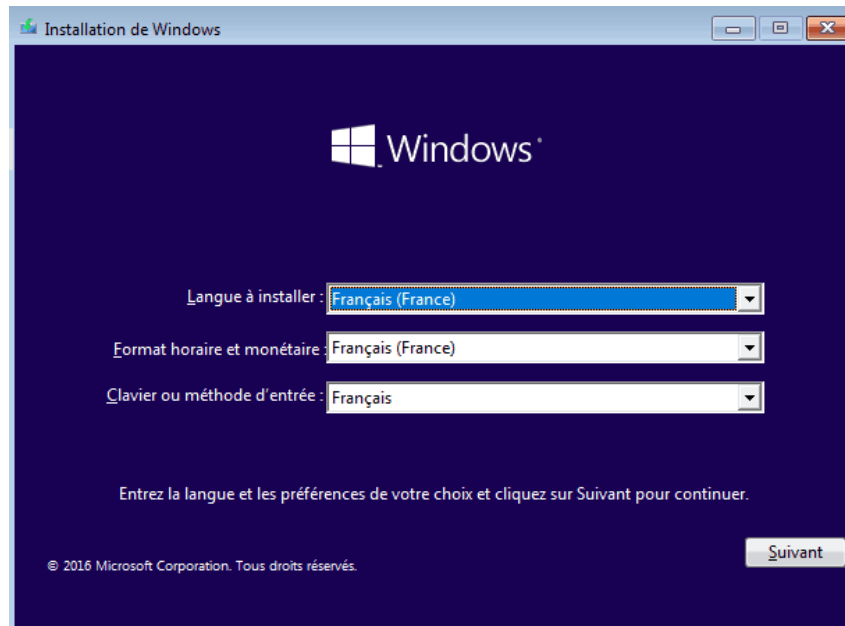 Installation de Windows
Windows
Langue à installer : Français (France)
Format horaire et monétaire : Français (France)
Clavier ou méthode d'entrée : Français
Entrez la langue et les préférences de votre choix et cliquez sur Suivant pour continuer.
Suivant
© 2016 Microsoft Corporation. Tous droits réservés.